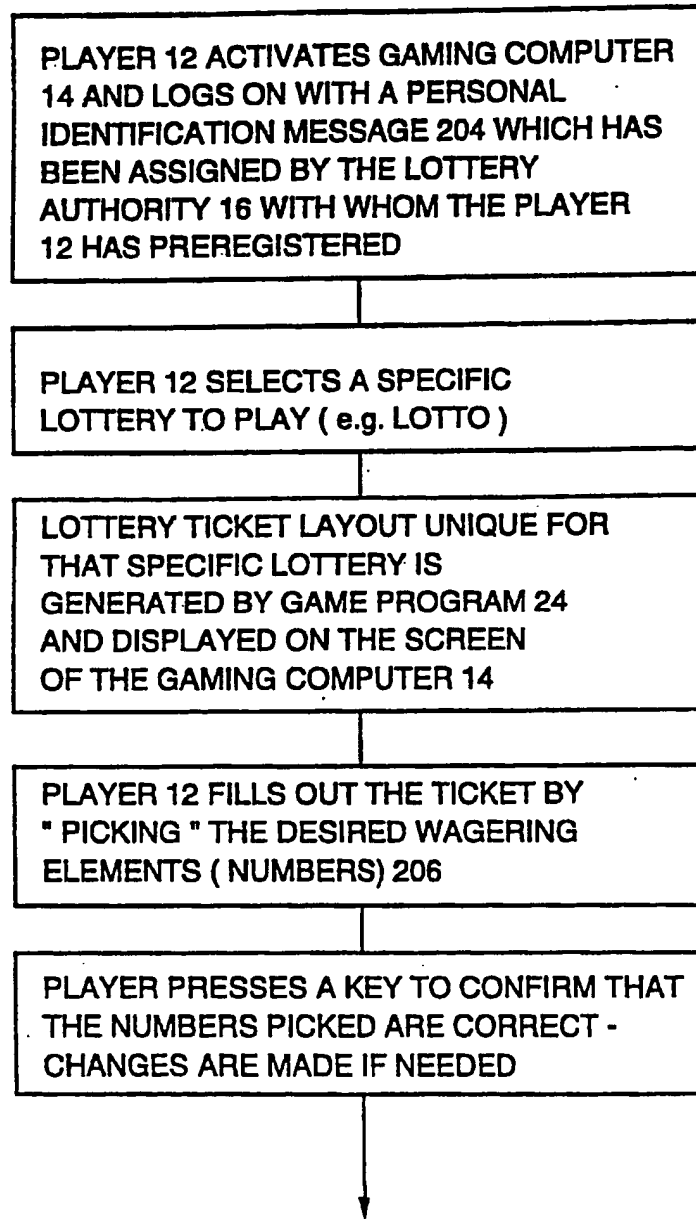 PLAYER 12 ACTIVATES GAMING COMPUTER
14 AND LOGS ON WITH A PERSONAL
IDENTIFICATION MESSAGE 204 WHICH HAS
BEEN ASSIGNED BY THE LOTTERY
AUTHORITY 16 WITH WHOM THE PLAYER
12 HAS PREREGISTERED
PLAYER 12 SELECTS A SPECIFIC
LOTTERY TO PLAY ( e.g. LOTTO )
LOTTERY TICKET LAYOUT UNIQUE FOR
THAT SPECIFIC LOTTERY IS
GENERATED BY GAME PROGRAM 24
AND DISPLAYED ON THE SCREEN
OF THE GAMING COMPUTER 14
PLAYER 12 FILLS OUT THE TICKET BY
" PICKING " THE DESIRED WAGERING
ELEMENTS ( NUMBERS) 206
PLAYER PRESSES A KEY TO CONFIRM THAT
THE NUMBERS PICKED ARE CORRECT -
CHANGES ARE MADE IF NEEDED